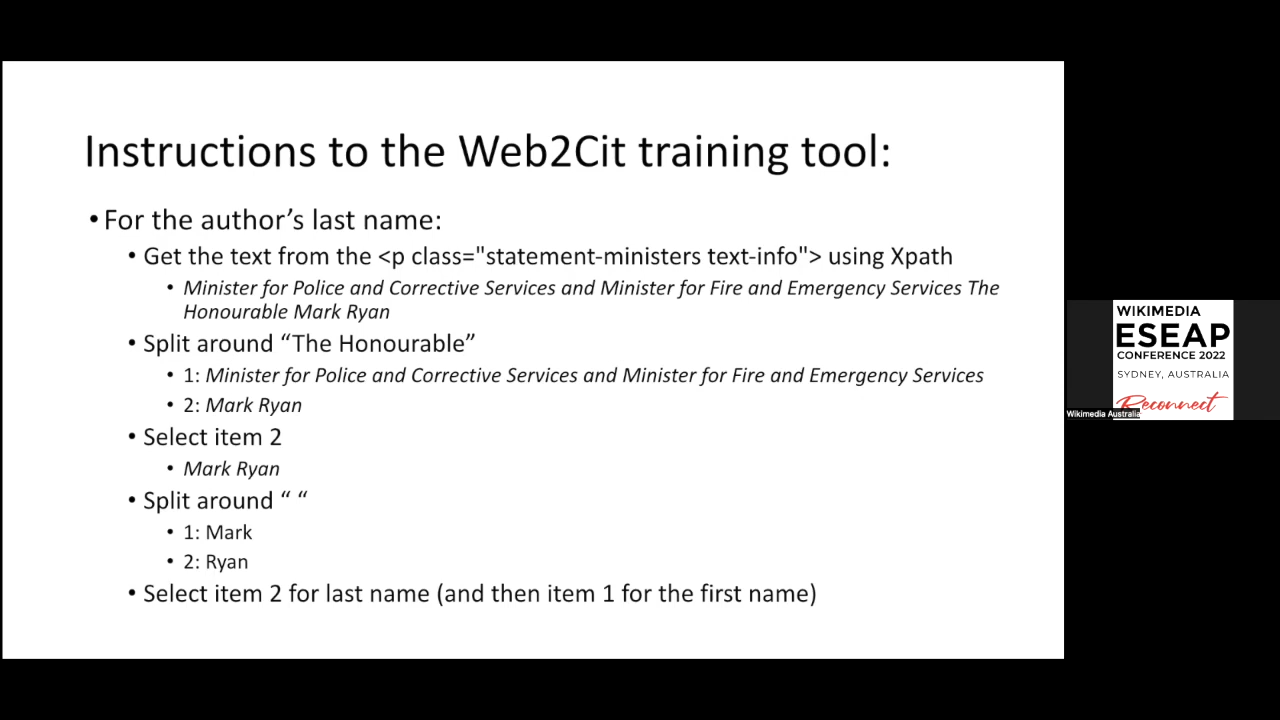 Instructions to the Web2Cit training tool:
• For the author’s last name:
• Get the text from the <p class="statement-ministers text-info"> using Xpath
• Minister for Police and Corrective Services and Minister for Fire and Emergency Services The
Honourable Mark Ryan
• Split around “The Honourable”
• 1: Minister for Police and Corrective Services and Minister for Fire and Emergency Services
• 2: Mark Ryan
• Select item 2
• Mark Ryan
• Split around “ “
• 1: Mark
• 2: Ryan
• Select item 2 for last name (and then item 1 for the first name)
WIKIMEDIA
ESEAP
CONFERENCE 2022
SYDNEY, AUSTRALIA
Reconnect
Wikimedia Australia